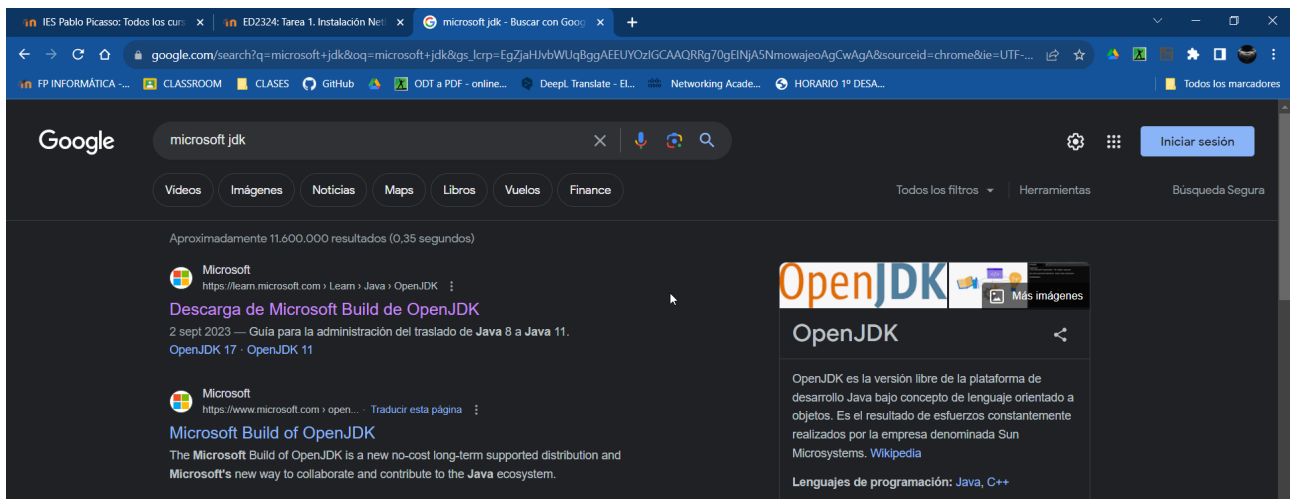 IES Pablo Picasso: Todos los curs
ED2324: Tarea 1. Instalación Net
microsoft jdk - Buscar con Goog
google.com/search?q=microsoft+jdk&oq=microsoft+jdk&gs_lcrp=EgZjaHJvbWUqBggAEEUYOzIGCAAQRRg70gEINjA5NmowajeoAgCwAgA&sourceid=chrome&ie=UTF-...
FP INFORMÁTICA -... CLASSROOM CLASES GitHub ODT a PDF - online... DeepL Translate - El... Networking Acade... HORARIO 1º DESA... Todos los marcadores
Google microsoft jdk Iniciar sesión
Vídeos Imágenes Noticias Maps Libros Vuelos Finance Todos los filtros Herramientas Búsqueda Segura
Aproximadamente 11.600.000 resultados (0,35 segundos)
Microsoft
https://learn.microsoft.com › Learn › Java › OpenJDK
Descarga de Microsoft Build de OpenJDK
2 sept 2023 — Guía para la administración del traslado de Java 8 a Java 11.
OpenJDK 17 · OpenJDK 11
Microsoft
https://www.microsoft.com › open... · Traducir esta página
Microsoft Build of OpenJDK
The Microsoft Build of OpenJDK is a new no-cost long-term supported distribution and
Microsoft's new way to collaborate and contribute to the Java ecosystem.
OpenJDK
Más imágenes
OpenJDK
OpenJDK es la versión libre de la plataforma de
desarrollo Java bajo concepto de lenguaje orientado a
objetos. Es el resultado de esfuerzos constantemente
realizados por la empresa denominada Sun
Microsystems. Wikipedia
Lenguajes de programación: Java, C++